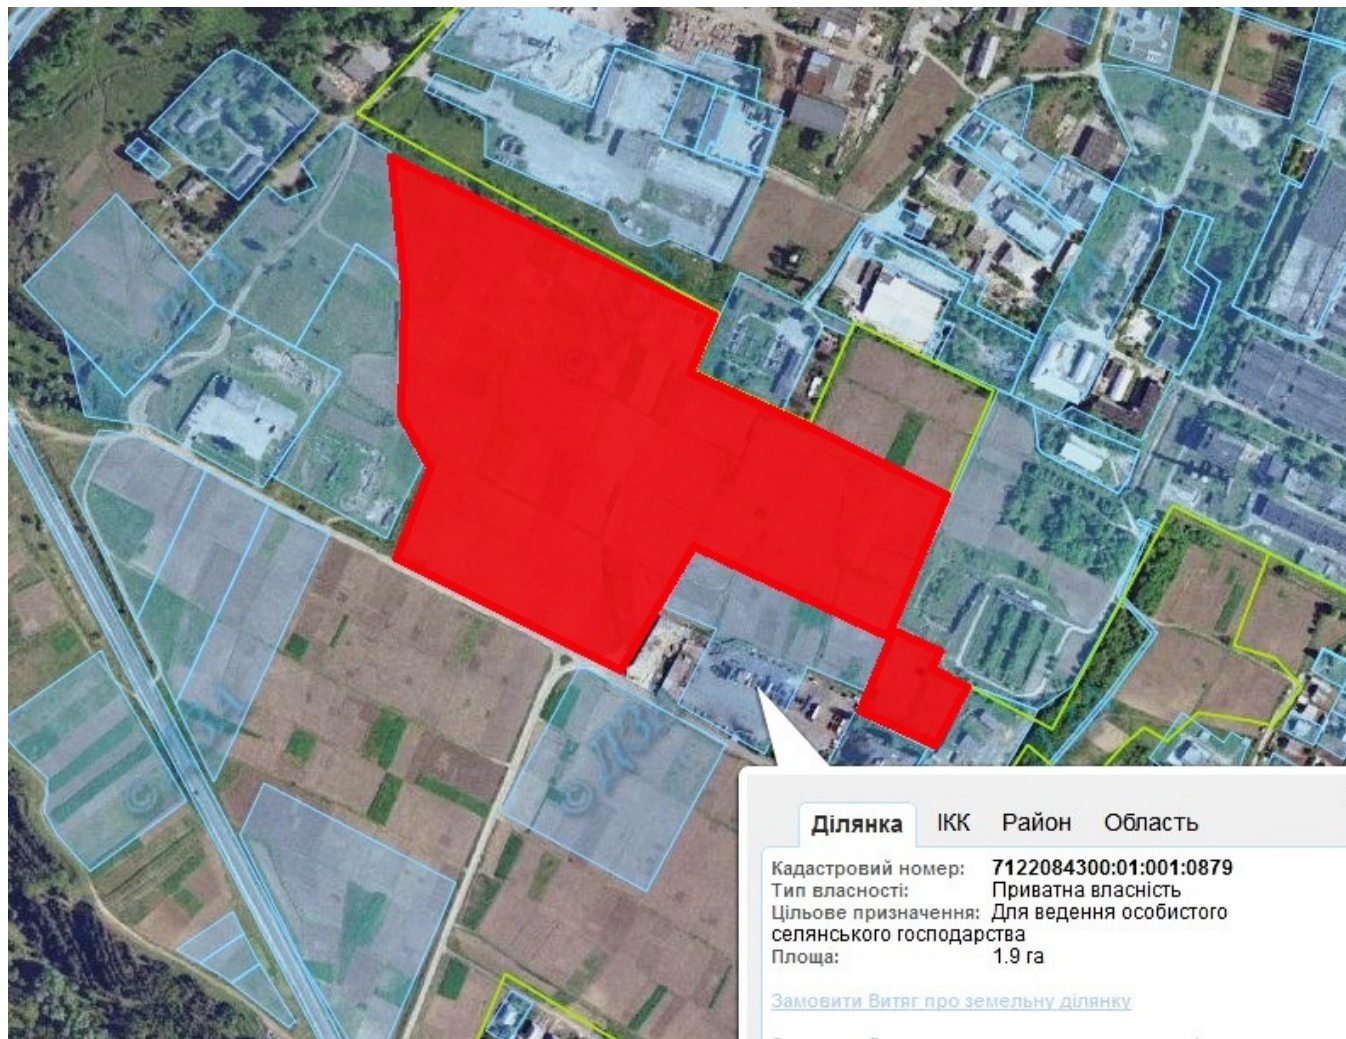 © ДЗА
Ділянка ІКК Район Область
Кадастровий номер: 7122084300:01:001:0879
Тип власності: Приватна власність
Цільове призначення: Для ведення особистого
селянського господарства
Площа: 1.9 га
Замовити Витяг про земельну ділянку